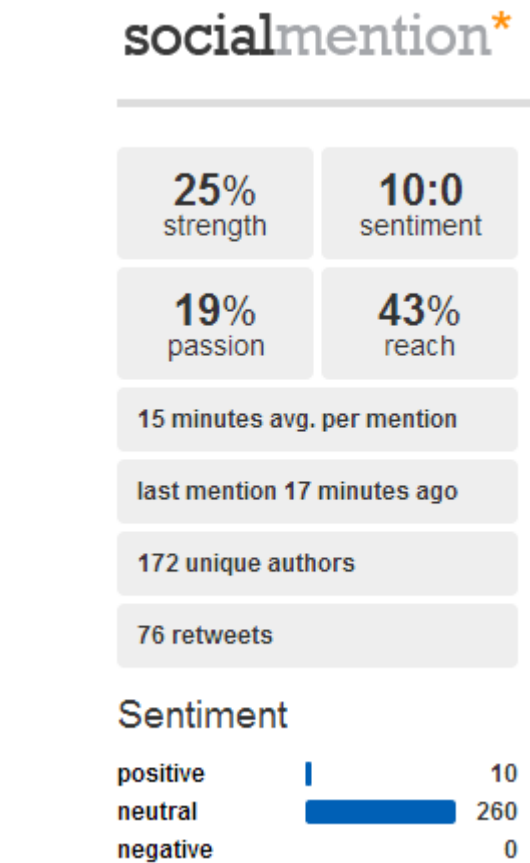 socialmention*
25% 10:0
strength sentiment
19% 43%
passion reach
15 minutes avg. per mention
last mention 17 minutes ago
172 unique authors
76 retweets
Sentiment
positive 10
neutral 260
negative 0